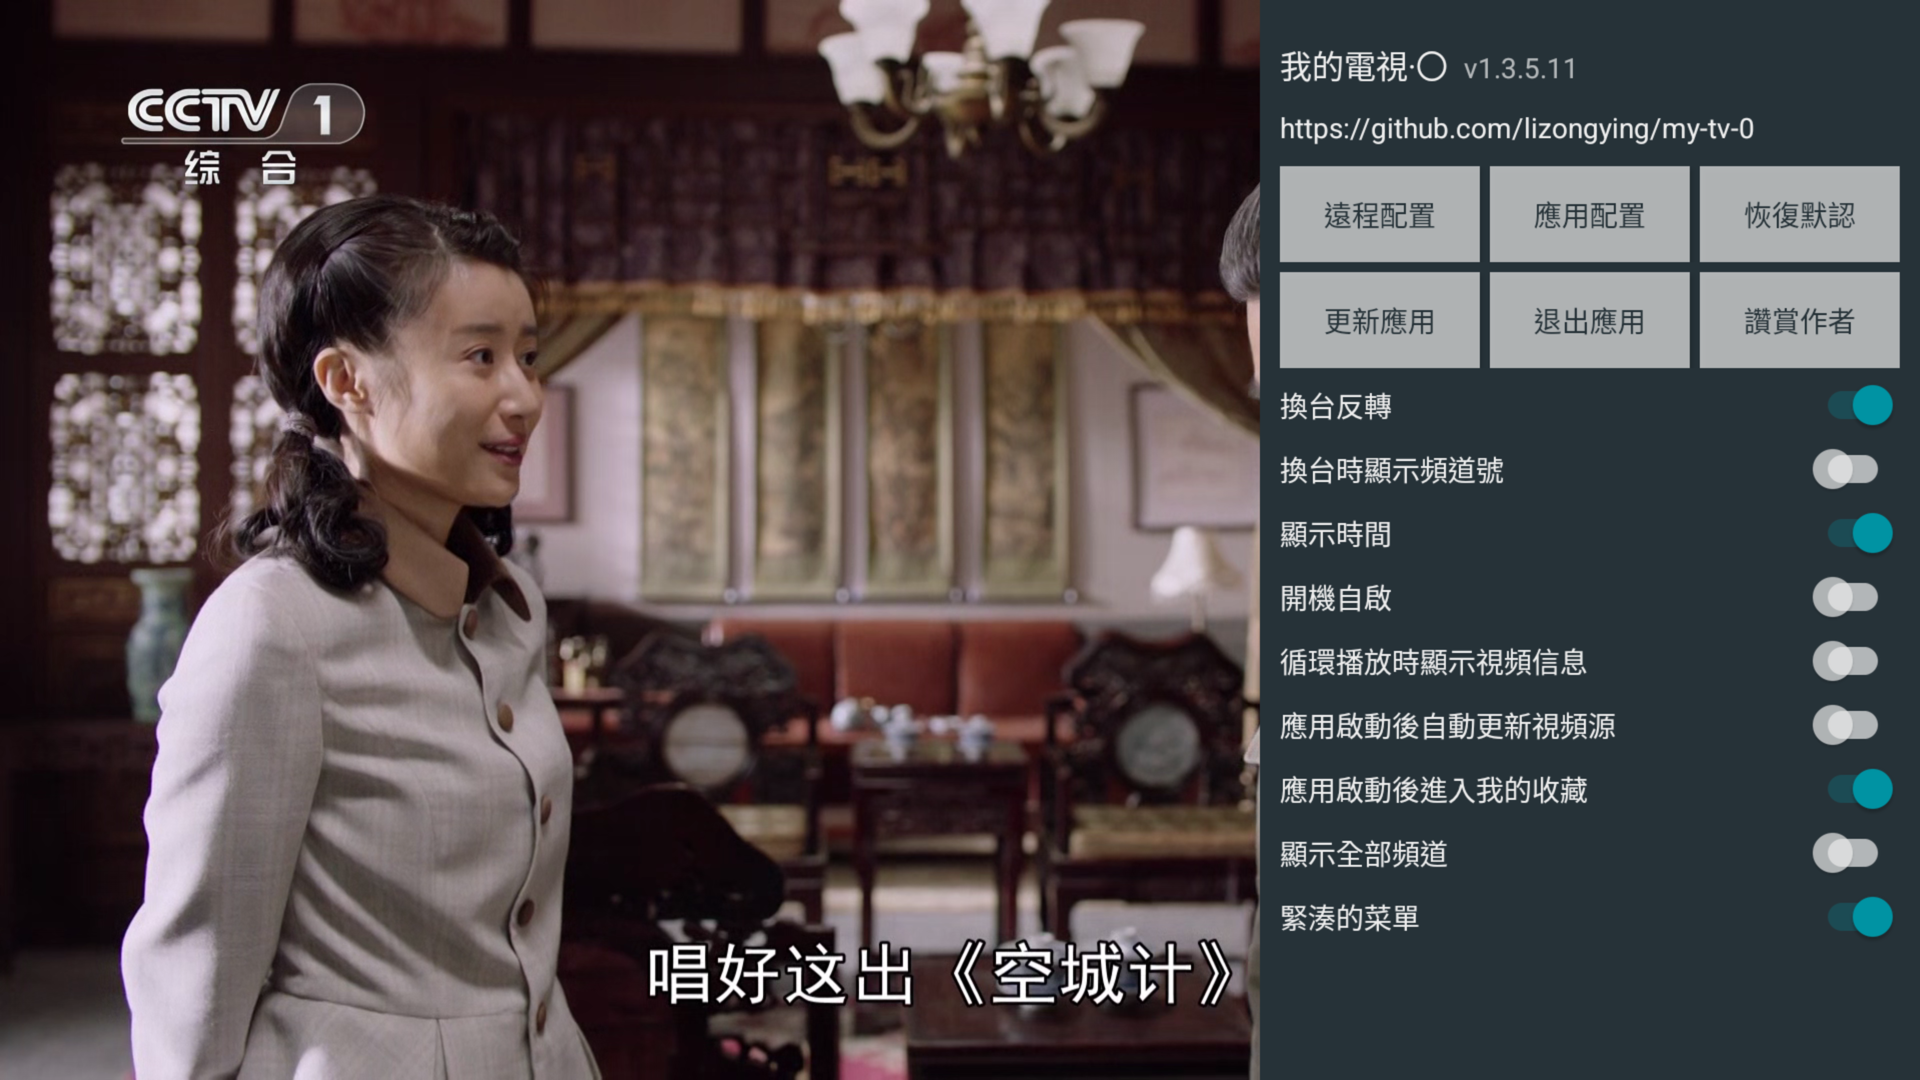 CCTV 1
综 合
唱好这出《空城计》
我的電視·〇 v1.3.5.11
https://github.com/lizongying/my-tv-0
遠程配置 應用配置 恢復默認
更新應用 退出應用 讚賞作者
換台反轉
換台時顯示頻道號
顯示時間
開機自啟
循環播放時顯示視頻信息
應用啟動後自動更新視頻源
應用啟動後進入我的收藏
顯示全部頻道
緊湊的菜單